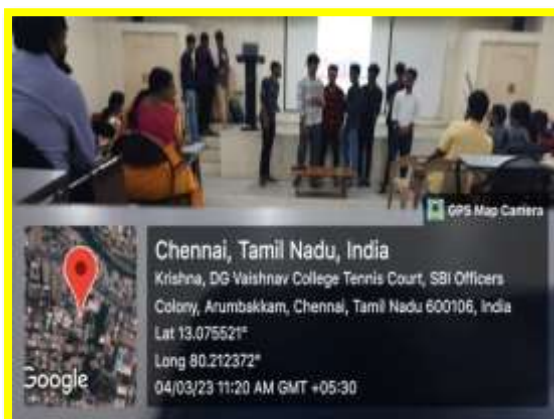 GPS Map Camera
Chennai, Tamil Nadu, India
Krishna, DG Vaishnav College Tennis Court, SBI Officers
Colony, Arumbakkam, Chennai, Tamil Nadu 600106, India
Lat 13.075521°
Long 80.212372°
04/03/23 11:20 AM GMT +05:30
Google